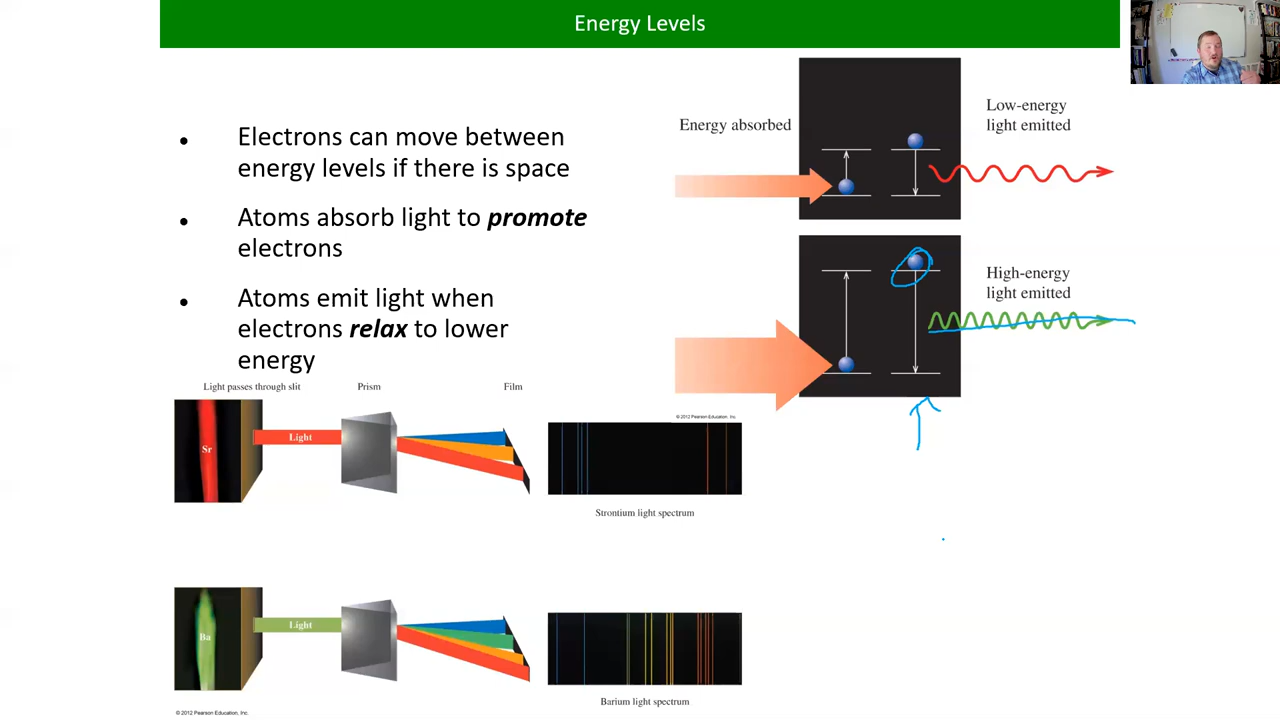 Energy Levels
• Electrons can move between
energy levels if there is space
• Atoms absorb light to promote
electrons
• Atoms emit light when
electrons relax to lower
energy
Energy absorbed
Low-energy
light emitted
High-energy
light emitted
© 2012 Pearson Education, Inc.
Light passes through slit
Prism
Film
Sr
Light
Strontium light spectrum
Ba
Light
Barium light spectrum
© 2012 Pearson Education, Inc.